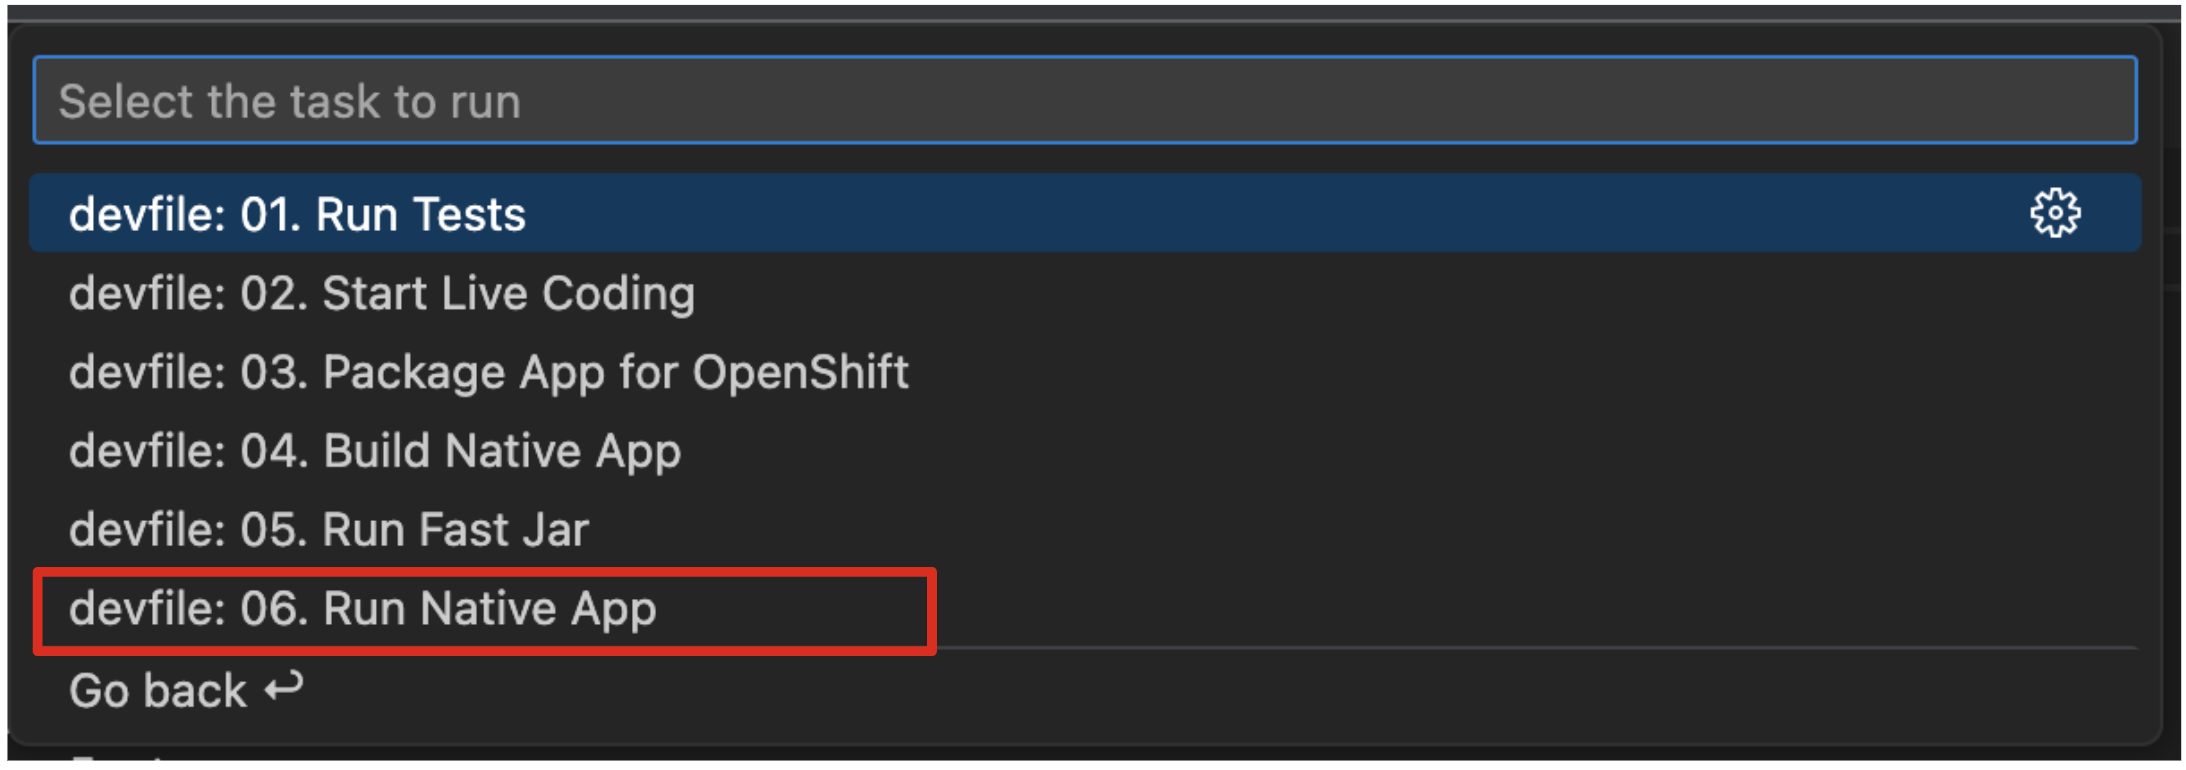 Select the task to run
devfile: 01. Run Tests
devfile: 02. Start Live Coding
devfile: 03. Package App for OpenShift
devfile: 04. Build Native App
devfile: 05. Run Fast Jar
devfile: 06. Run Native App
Go back ↩